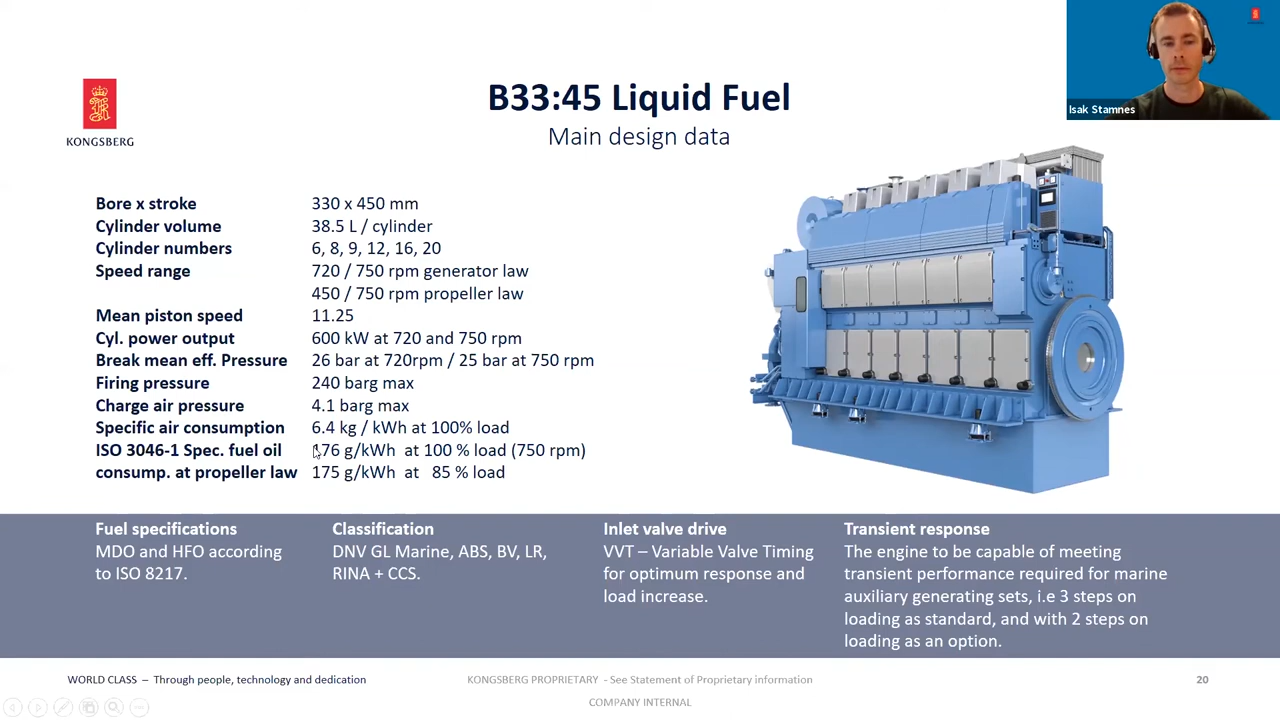 Isak Stamnes
KONGSBERG
B33:45 Liquid Fuel
Main design data
Bore x stroke 330 x 450 mm
Cylinder volume 38.5 L / cylinder
Cylinder numbers 6, 8, 9, 12, 16, 20
Speed range 720 / 750 rpm generator law
450 / 750 rpm propeller law
Mean piston speed 11.25
Cyl. power output 600 kW at 720 and 750 rpm
Break mean eff. Pressure 26 bar at 720rpm / 25 bar at 750 rpm
Firing pressure 240 barg max
Charge air pressure 4.1 barg max
Specific air consumption 6.4 kg / kWh at 100% load
ISO 3046-1 Spec. fuel oil 176 g/kWh at 100 % load (750 rpm)
consump. at propeller law 175 g/kWh at 85 % load
Fuel specifications
MDO and HFO according
to ISO 8217.
Classification
DNV GL Marine, ABS, BV, LR,
RINA + CCS.
Inlet valve drive
VVT – Variable Valve Timing
for optimum response and
load increase.
Transient response
The engine to be capable of meeting
transient performance required for marine
auxiliary generating sets, i.e 3 steps on
loading as standard, and with 2 steps on
loading as an option.
WORLD CLASS – Through people, technology and dedication
KONGSBERG PROPRIETARY - See Statement of Proprietary information
20
COMPANY INTERNAL